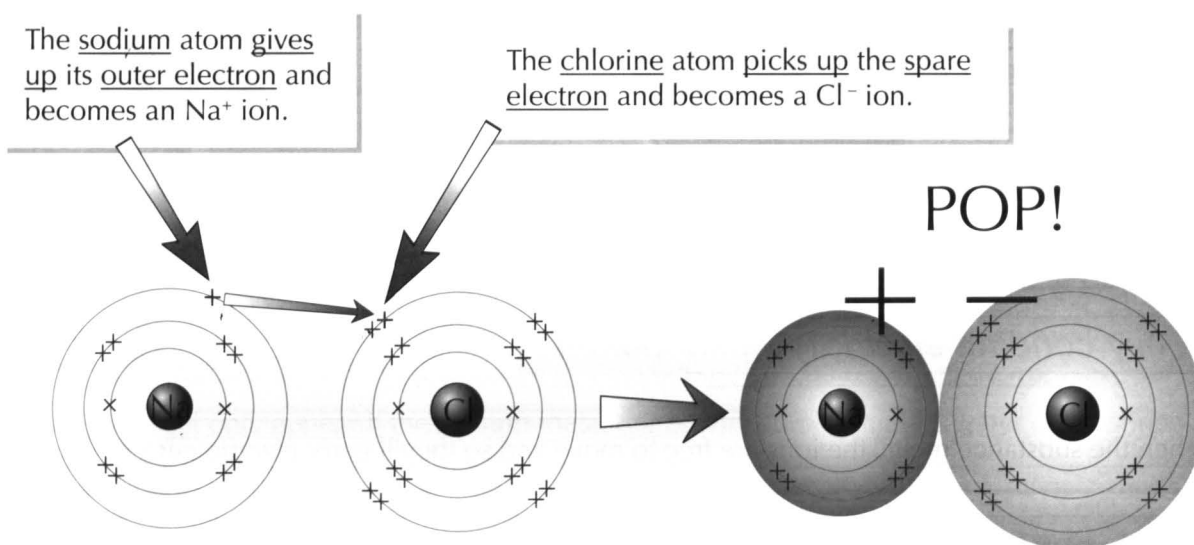 The sodium atom gives
up its outer electron and
becomes an Na⁺ ion.
The chlorine atom picks up the spare
electron and becomes a Cl⁻ ion.
POP!
+ −
Na
Cl
Na
Cl